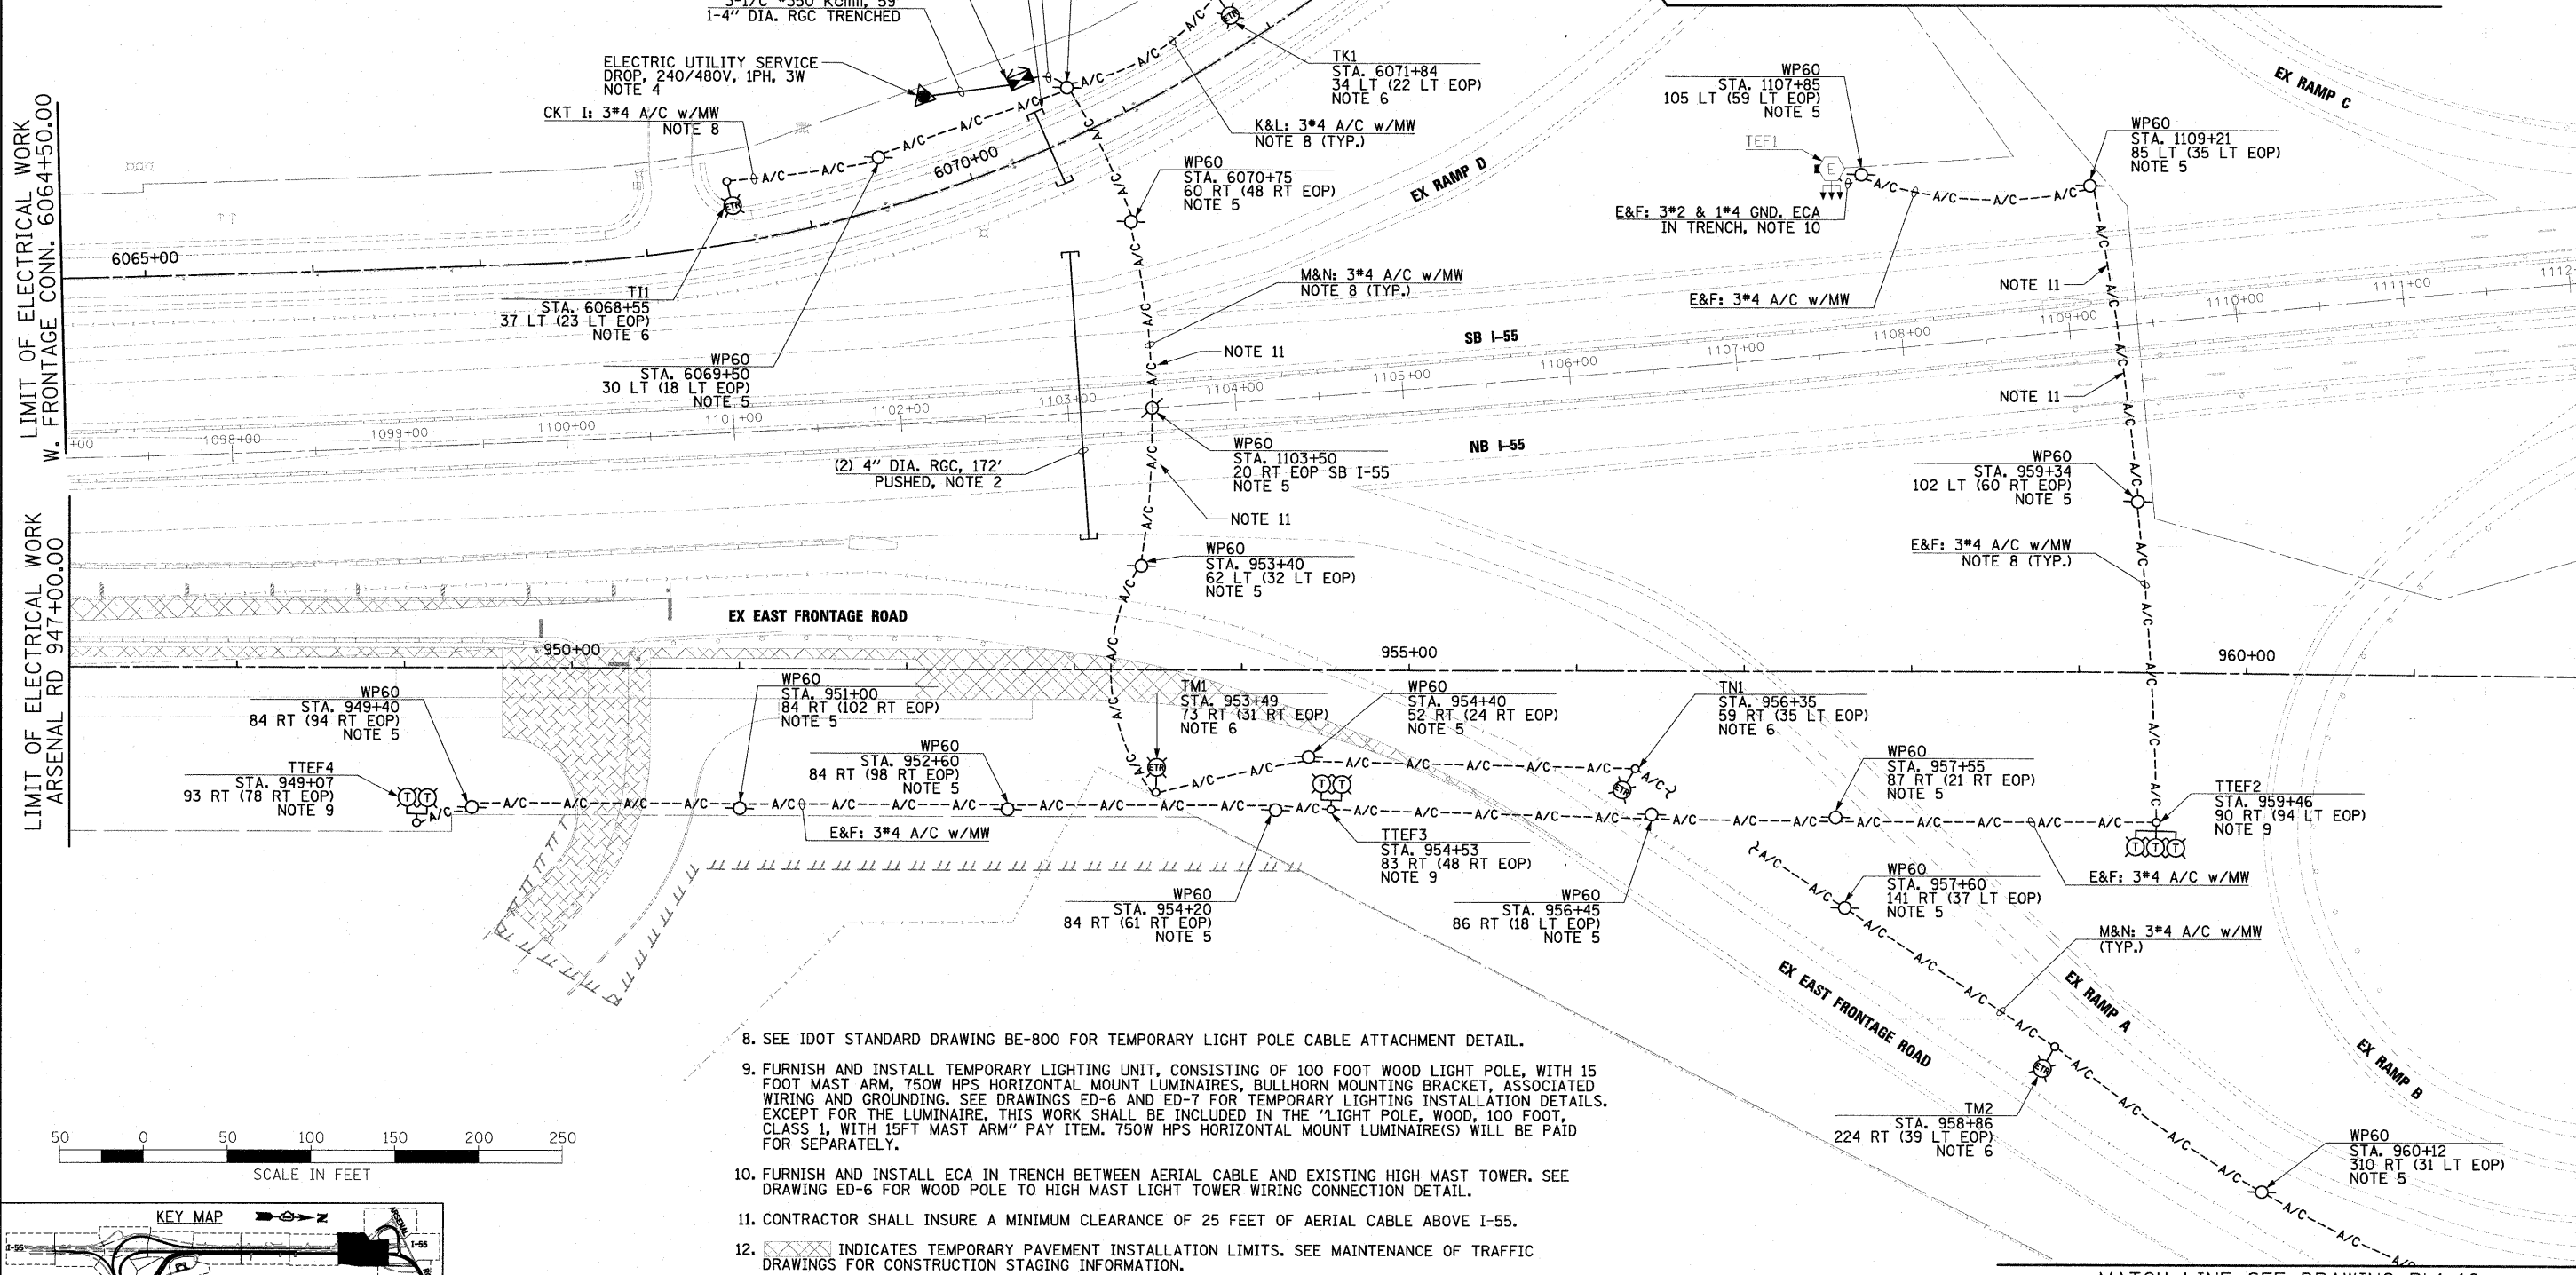 1-4" DIA. RGC TRENCHED
ELECTRIC UTILITY SERVICE
DROP, 240/480V, 1PH, 3W
NOTE 4
CKT I: 3#4 A/C w/MW
NOTE 8
TK1
STA. 6071+84
34 LT (22 LT EOP)
NOTE 6
K&L: 3#4 A/C w/MW
NOTE 8 (TYP.)
WP60
STA. 6070+75
60 RT (48 RT EOP)
NOTE 5
EX RAMP D
EX RAMP C
WP60
STA. 1107+85
105 LT (59 LT EOP)
NOTE 5
TEF1
E
WP60
STA. 1109+21
85 LT (35 LT EOP)
NOTE 5
E&F: 3#2 & 1#4 GND. ECA
IN TRENCH, NOTE 10
E&F: 3#4 A/C w/MW
NOTE 11
NOTE 11
LIMIT OF ELECTRICAL WORK
W. FRONTAGE CONN. 6064+50.00
6065+00
6070+00
TI1
STA. 6068+55
37 LT (23 LT EOP)
NOTE 6
WP60
STA. 6069+50
30 LT (18 LT EOP)
NOTE 5
M&N: 3#4 A/C w/MW
NOTE 8 (TYP.)
NOTE 11
SB I-55
NB I-55
+00
1098+00
1099+00
1100+00
1101+00
1102+00
1103+00
1104+00
1105+00
1106+00
1107+00
1108+00
1109+00
1110+00
1111+00
(2) 4" DIA. RGC, 172'
PUSHED, NOTE 2
WP60
STA. 1103+50
20 RT EOP SB I-55
NOTE 5
NOTE 11
WP60
STA. 959+34
102 LT (60 RT EOP)
NOTE 5
E&F: 3#4 A/C w/MW
NOTE 8 (TYP.)
WP60
STA. 953+40
62 LT (32 LT EOP)
NOTE 5
LIMIT OF ELECTRICAL WORK
ARSENAL RD 947+00.00
EX EAST FRONTAGE ROAD
950+00
955+00
960+00
WP60
STA. 949+40
84 RT (94 RT EOP)
NOTE 5
WP60
STA. 951+00
84 RT (102 RT EOP)
NOTE 5
WP60
STA. 952+60
84 RT (98 RT EOP)
NOTE 5
TTEF4
STA. 949+07
93 RT (78 RT EOP)
NOTE 9
E&F: 3#4 A/C w/MW
TM1
STA. 953+49
73 RT (31 RT EOP)
NOTE 6
WP60
STA. 954+40
52 RT (24 RT EOP)
NOTE 5
TN1
STA. 956+35
59 RT (35 LT EOP)
NOTE 6
WP60
STA. 957+55
87 RT (21 RT EOP)
NOTE 5
TTEF2
STA. 959+46
90 RT (94 LT EOP)
NOTE 9
TTEF3
STA. 954+53
83 RT (48 RT EOP)
NOTE 9
WP60
STA. 954+20
84 RT (61 RT EOP)
NOTE 5
WP60
STA. 956+45
86 RT (18 LT EOP)
NOTE 5
WP60
STA. 957+60
141 RT (37 LT EOP)
NOTE 5
E&F: 3#4 A/C w/MW
M&N: 3#4 A/C w/MW
(TYP.)
EX EAST FRONTAGE ROAD
EX RAMP A
EX RAMP B
TM2
STA. 958+86
224 RT (39 LT EOP)
NOTE 6
WP60
STA. 960+12
310 RT (31 LT EOP)
NOTE 5
8. SEE IDOT STANDARD DRAWING BE-800 FOR TEMPORARY LIGHT POLE CABLE ATTACHMENT DETAIL.
9. FURNISH AND INSTALL TEMPORARY LIGHTING UNIT, CONSISTING OF 100 FOOT WOOD LIGHT POLE, WITH 15
FOOT MAST ARM, 750W HPS HORIZONTAL MOUNT LUMINAIRES, BULLHORN MOUNTING BRACKET, ASSOCIATED
WIRING AND GROUNDING. SEE DRAWINGS ED-6 AND ED-7 FOR TEMPORARY LIGHTING INSTALLATION DETAILS.
EXCEPT FOR THE LUMINAIRE, THIS WORK SHALL BE INCLUDED IN THE "LIGHT POLE, WOOD, 100 FOOT,
CLASS 1, WITH 15FT MAST ARM" PAY ITEM. 750W HPS HORIZONTAL MOUNT LUMINAIRE(S) WILL BE PAID
FOR SEPARATELY.
10. FURNISH AND INSTALL ECA IN TRENCH BETWEEN AERIAL CABLE AND EXISTING HIGH MAST TOWER. SEE
DRAWING ED-6 FOR WOOD POLE TO HIGH MAST LIGHT TOWER WIRING CONNECTION DETAIL.
11. CONTRACTOR SHALL INSURE A MINIMUM CLEARANCE OF 25 FEET OF AERIAL CABLE ABOVE I-55.
12. INDICATES TEMPORARY PAVEMENT INSTALLATION LIMITS. SEE MAINTENANCE OF TRAFFIC
DRAWINGS FOR CONSTRUCTION STAGING INFORMATION.
50 0 50 100 150 200 250
SCALE IN FEET
KEY MAP
Z
I-55
I-55